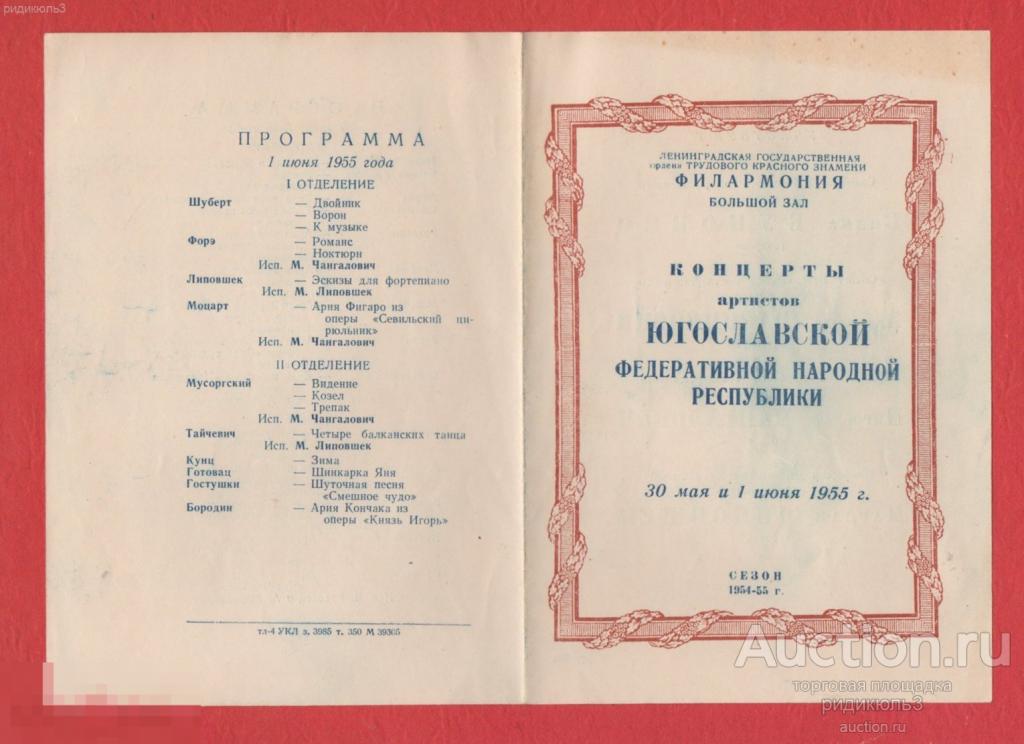 ридикюль3
ПРОГРАММА
1 июня 1955 года
I ОТДЕЛЕНИЕ
Шуберт — Двойник
— Ворон
— К музыке
Форэ — Романс
— Ноктюрн
Исп. М. Чангалович
Липовшек — Эскизы для фортепиано
Исп. М. Липовшек
Моцарт — Ария Фигаро из
оперы «Севильский ци-
рюльник»
Исп. М. Чангалович
II ОТДЕЛЕНИЕ
Мусоргский — Видение
— Козел
— Трепак
Исп. М. Чангалович
Тайчевич — Четыре балканских танца
Исп. М. Липовшек
Кунц — Зима
Готовац — Шинкарка Яня
Гостушки — Шуточная песня
«Смешное чудо»
Бородин — Ария Кончака из
оперы «Князь Игорь»
тл-4 УКЛ з. 3985 т. 350 М 39365
ЛЕНИНГРАДСКАЯ ГОСУДАРСТВЕННАЯ
ордена ТРУДОВОГО КРАСНОГО ЗНАМЕНИ
ФИЛАРМОНИЯ
БОЛЬШОЙ ЗАЛ
КОНЦЕРТЫ
артистов
ЮГОСЛАВСКОЙ
ФЕДЕРАТИВНОЙ НАРОДНОЙ
РЕСПУБЛИКИ
30 мая и 1 июня 1955 г.
СЕЗОН
1954-55 г.
Auction.ru
торговая площадка
ридикюль3
auction.ru